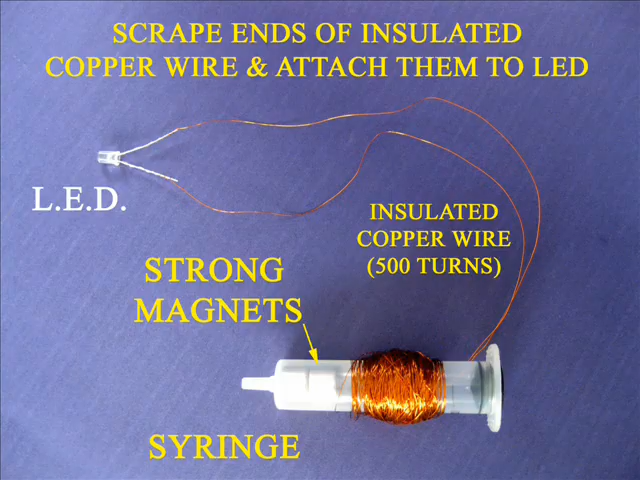 SCRAPE ENDS OF INSULATED
COPPER WIRE & ATTACH THEM TO LED
L.E.D.
INSULATED
COPPER WIRE
(500 TURNS)
STRONG
MAGNETS
SYRINGE